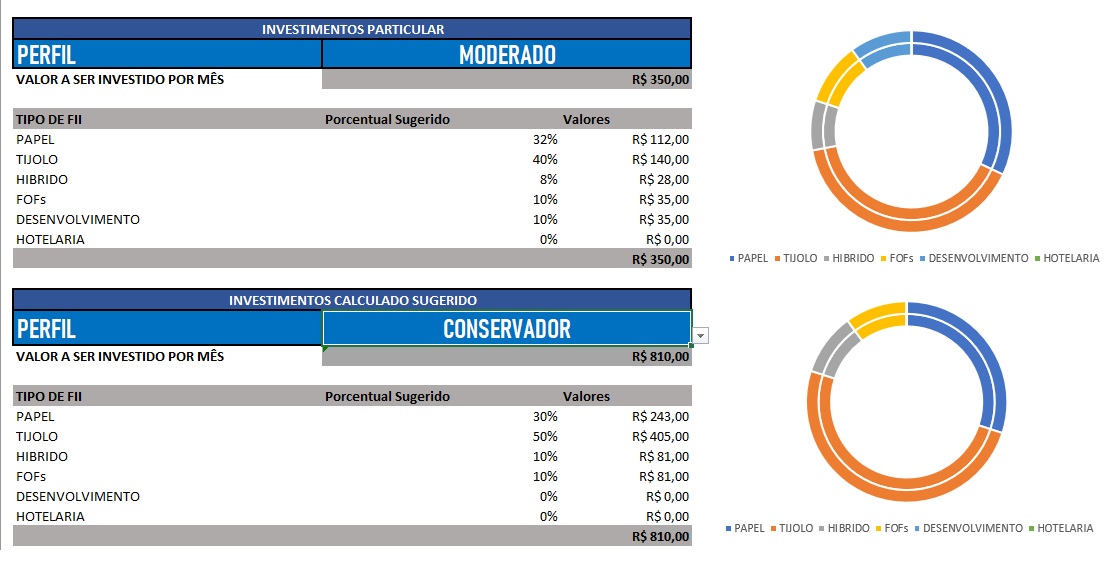 INVESTIMENTOS PARTICULAR
PERFIL MODERADO
VALOR A SER INVESTIDO POR MÊS R$ 350,00
TIPO DE FII Porcentual Sugerido Valores
PAPEL 32% R$ 112,00
TIJOLO 40% R$ 140,00
HIBRIDO 8% R$ 28,00
FOFs 10% R$ 35,00
DESENVOLVIMENTO 10% R$ 35,00
HOTELARIA 0% R$ 0,00
R$ 350,00
PAPEL TIJOLO HIBRIDO FOFs DESENVOLVIMENTO HOTELARIA
INVESTIMENTOS CALCULADO SUGERIDO
PERFIL CONSERVADOR
VALOR A SER INVESTIDO POR MÊS R$ 810,00
TIPO DE FII Porcentual Sugerido Valores
PAPEL 30% R$ 243,00
TIJOLO 50% R$ 405,00
HIBRIDO 10% R$ 81,00
FOFs 10% R$ 81,00
DESENVOLVIMENTO 0% R$ 0,00
HOTELARIA 0% R$ 0,00
R$ 810,00
PAPEL TIJOLO HIBRIDO FOFs DESENVOLVIMENTO HOTELARIA